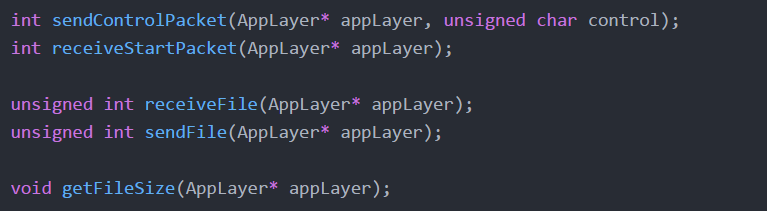 int sendControlPacket(AppLayer* appLayer, unsigned char control);
int receiveStartPacket(AppLayer* appLayer);
unsigned int receiveFile(AppLayer* appLayer);
unsigned int sendFile(AppLayer* appLayer);
void getFileSize(AppLayer* appLayer);